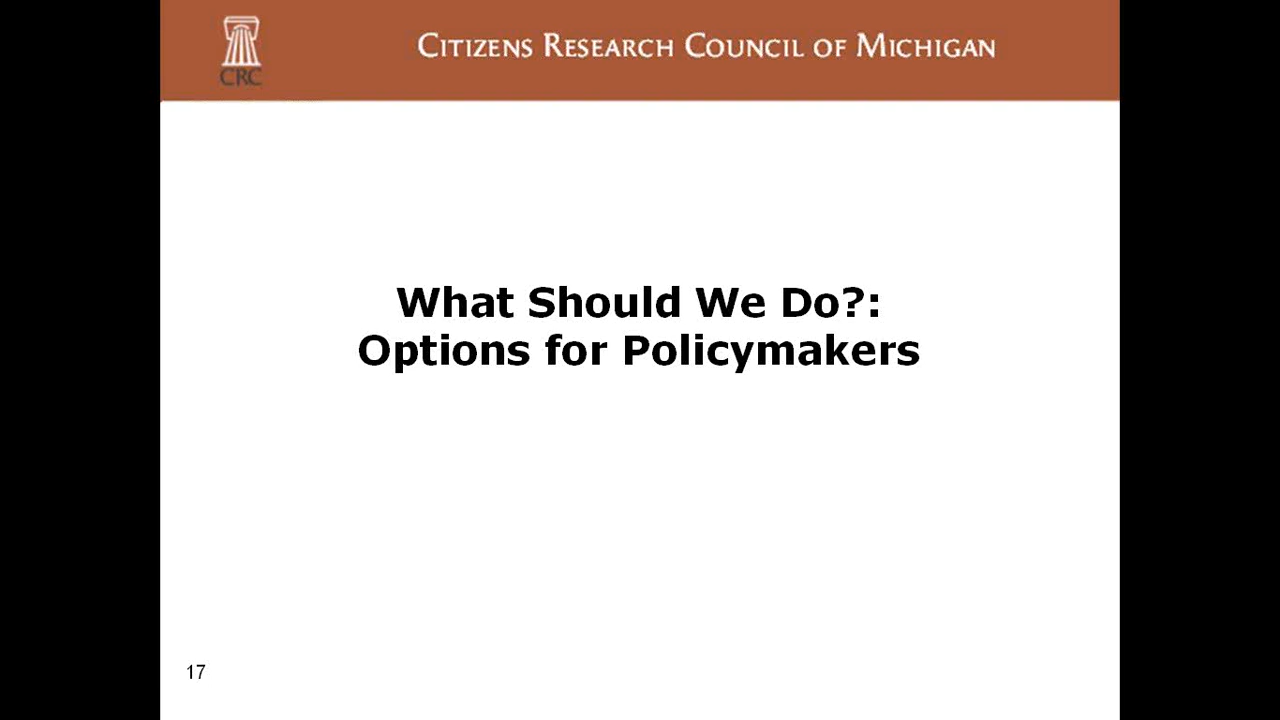 CRC
CITIZENS RESEARCH COUNCIL OF MICHIGAN
What Should We Do?:
Options for Policymakers
17